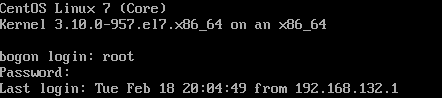 CentOS Linux 7 (Core)
Kernel 3.10.0-957.el7.x86_64 on an x86_64
bogon login: root
Password:
Last login: Tue Feb 18 20:04:49 from 192.168.132.1